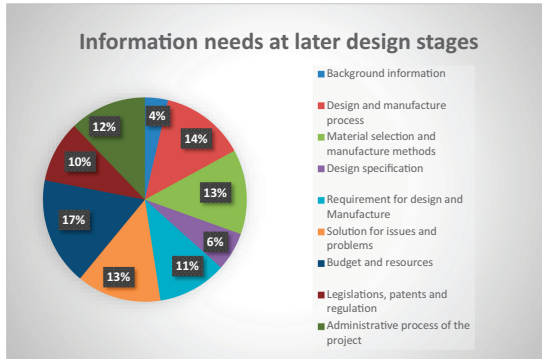 Information needs at later design stages
Background information
Design and manufacture
process
Material selection and
manufacture methods
Design specification
Requirement for design and
Manufacture
Solution for issues and
problems
Budget and resources
Legislations, patents and
regulation
Administrative process of the
project
4%
14%
13%
6%
11%
13%
17%
10%
12%